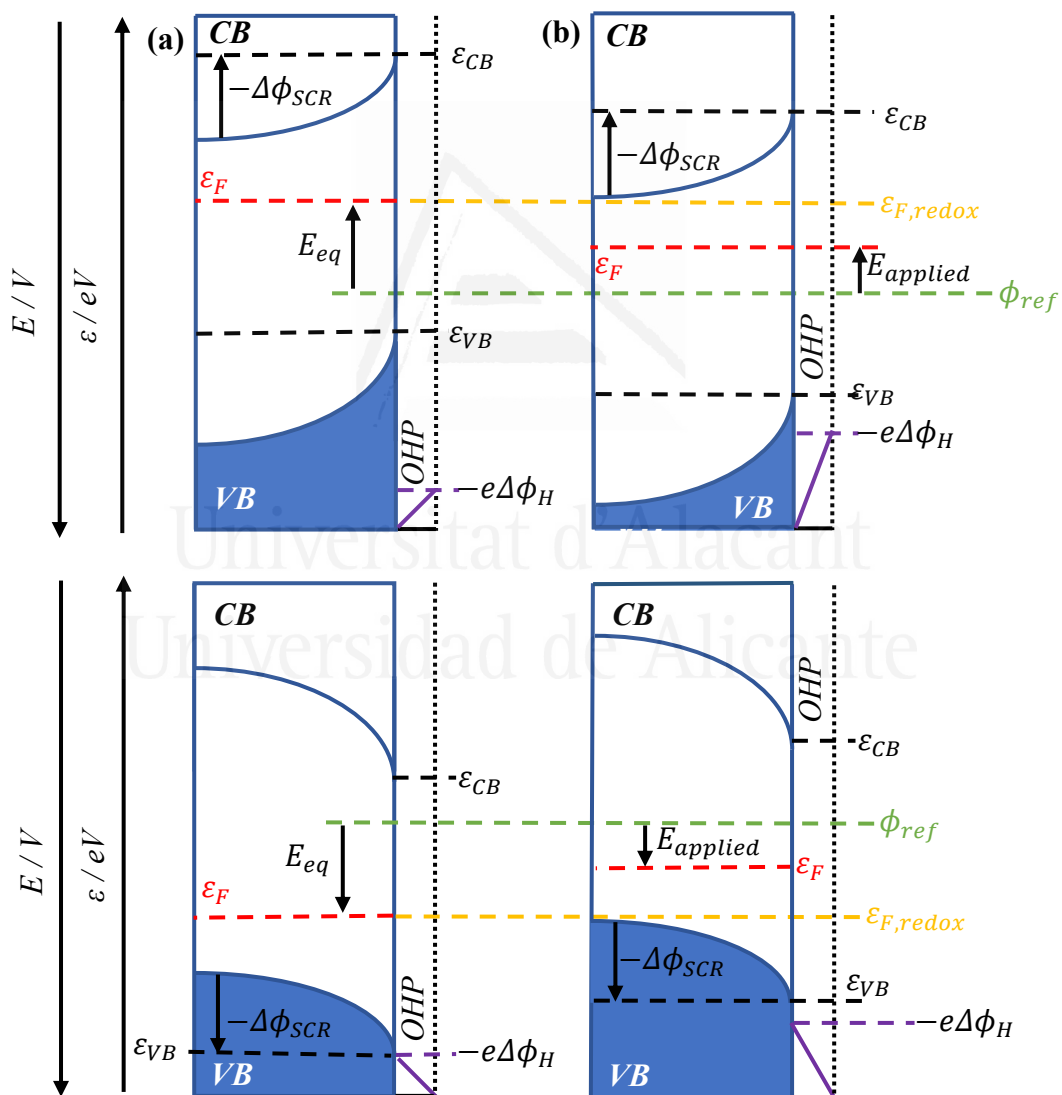 (a)
CB
ε_CB
−Δϕ_SCR
ε_F
E_eq
ε_VB
OHP
VB
−eΔϕ_H
E / V
ε / eV
(b)
CB
ε_CB
−Δϕ_SCR
ε_F,redox
ε_F
E_applied
ϕ_ref
OHP
ε_VB
−eΔϕ_H
VB
Universitat d'Alacant
Universidad de Alicante
E / V
ε / eV
CB
ε_CB
E_eq
ε_F
−Δϕ_SCR
OHP
ε_VB
−eΔϕ_H
VB
CB
OHP
ε_CB
ϕ_ref
E_applied
ε_F
ε_F,redox
−Δϕ_SCR
ε_VB
−eΔϕ_H
VB